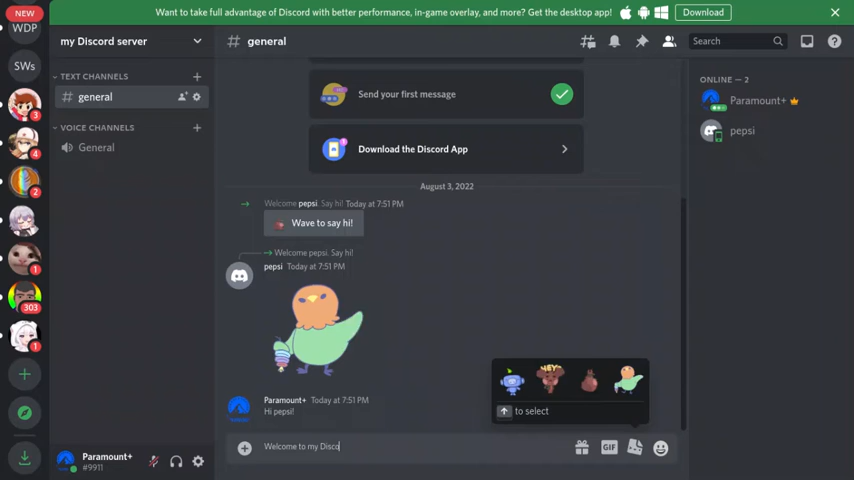 NEW
Want to take full advantage of Discord with better performance, in-game overlay, and more? Get the desktop app!
Download
WDP
SWs
3
4
2
1
303
1
my Discord server
TEXT CHANNELS
general
VOICE CHANNELS
General
Paramount+
#9911
general
Search
Send your first message
Download the Discord App
August 3, 2022
Welcome pepsi. Say hi! Today at 7:51 PM
Wave to say hi!
Welcome pepsi. Say hi!
pepsi Today at 7:51 PM
HEY
to select
Paramount+ Today at 7:51 PM
Hi pepsi!
Welcome to my Disco
GIF
ONLINE — 2
Paramount+
pepsi